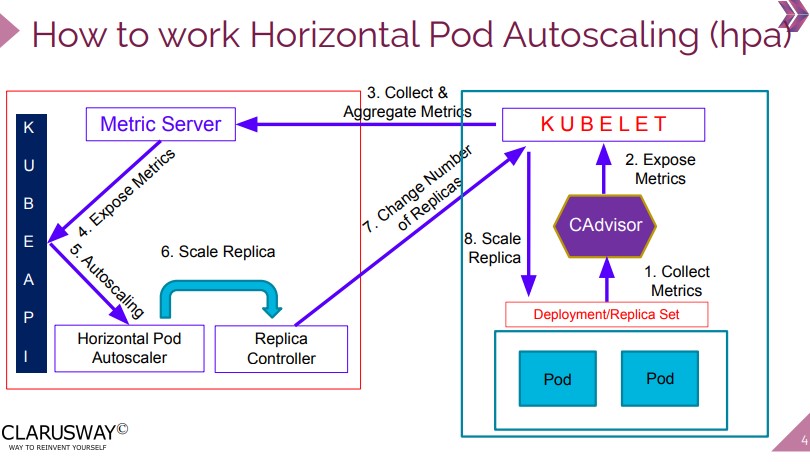 How to work Horizontal Pod Autoscaling (hpa)
3. Collect &
Aggregate Metrics
K
U
B
E
A
P
I
Metric Server
K U B E L E T
4. Expose Metrics
7. Change Number
of Replicas
2. Expose
Metrics
CAdvisor
5. Autoscaling
6. Scale Replica
8. Scale
Replica
1. Collect
Metrics
Horizontal Pod
Autoscaler
Replica
Controller
Deployment/Replica Set
Pod
Pod
CLARUSWAY©
WAY TO REINVENT YOURSELF
4